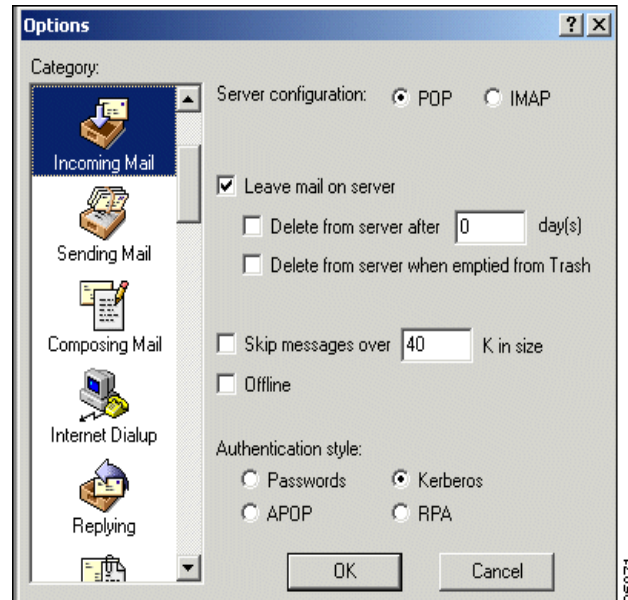 Options
Category:
Incoming Mail
Sending Mail
Composing Mail
Internet Dialup
Replying
Server configuration: POP IMAP
Leave mail on server
Delete from server after 0 day(s)
Delete from server when emptied from Trash
Skip messages over 40 K in size
Offline
Authentication style:
Passwords Kerberos
APOP RPA
OK Cancel